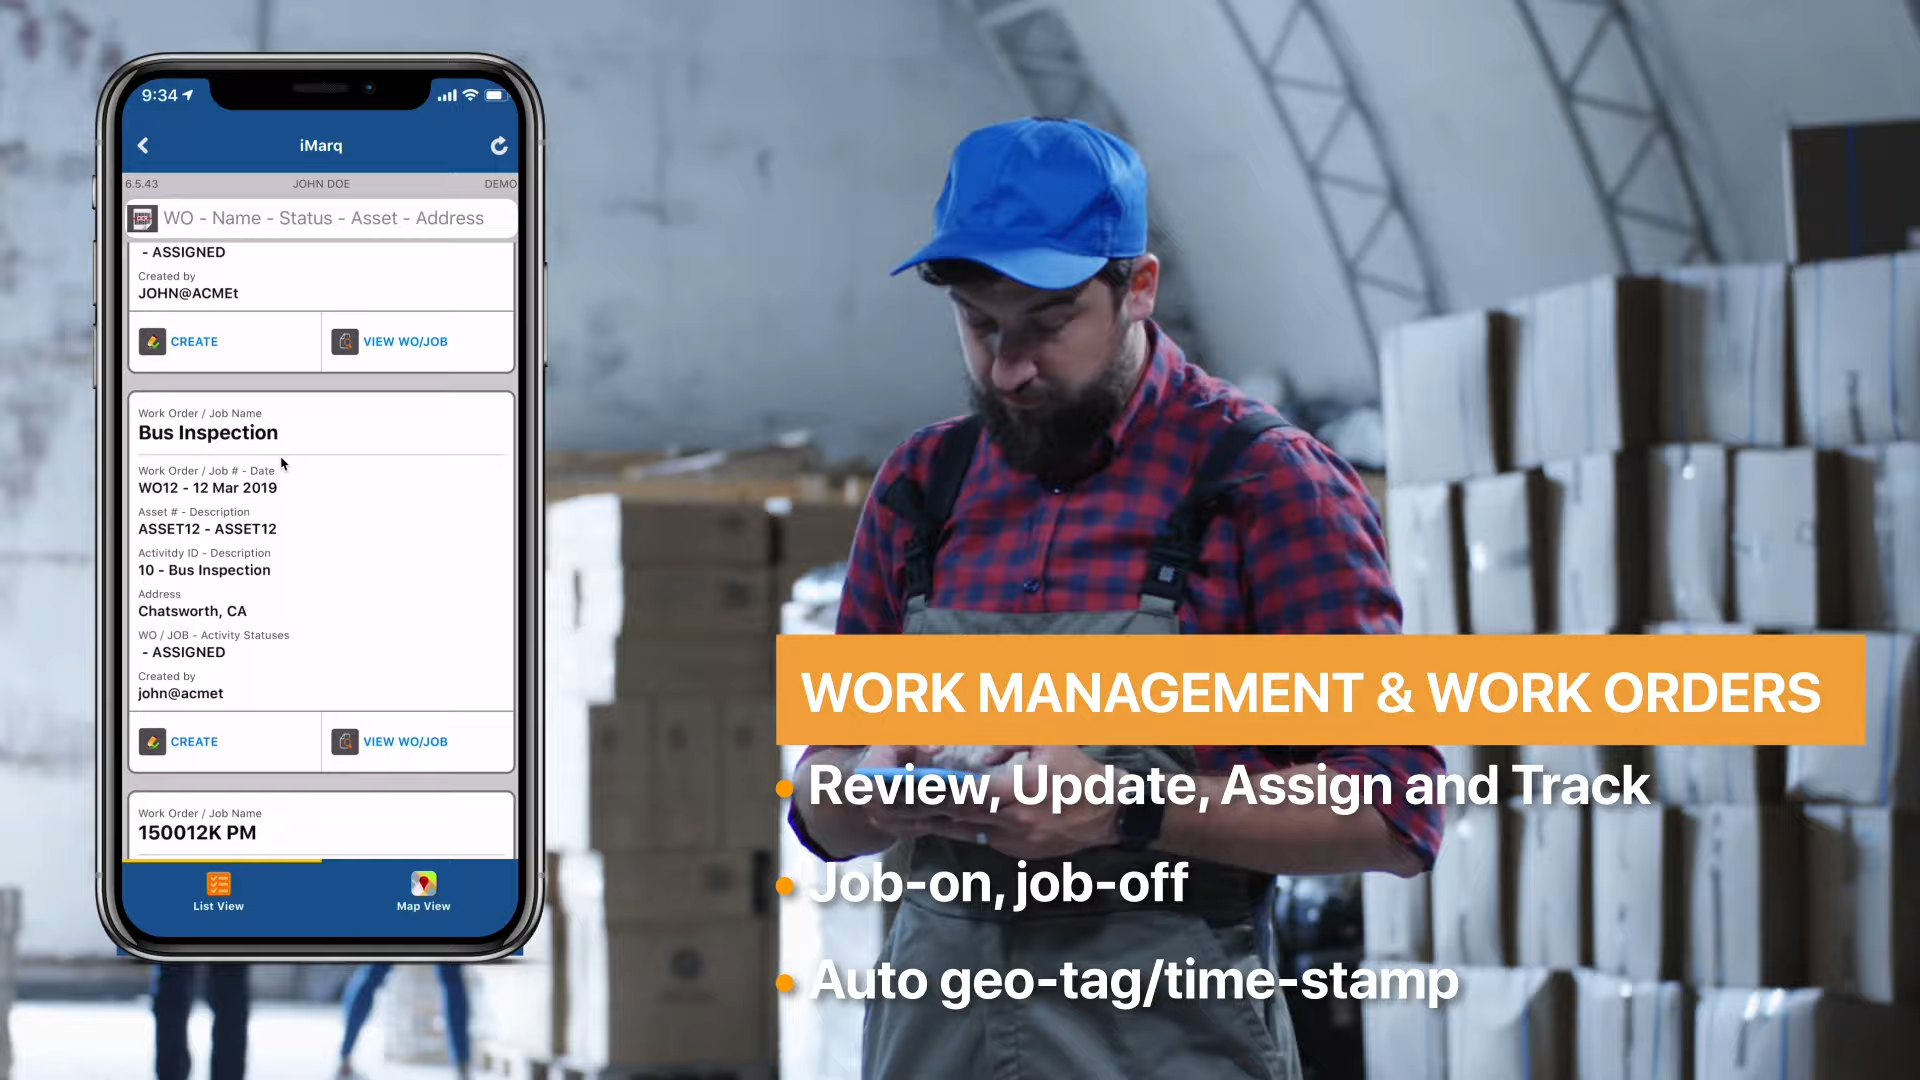 9:34
iMarq
6.5.43 JOHN DOE DEMO
WO - Name - Status - Asset - Address
- ASSIGNED
Created by
JOHN@ACMEt
CREATE VIEW WO/JOB
Work Order / Job Name
Bus Inspection
Work Order / Job # - Date
WO12 - 12 Mar 2019
Asset # - Description
ASSET12 - ASSET12
Activitdy ID - Description
10 - Bus Inspection
Address
Chatsworth, CA
WO / JOB - Activity Statuses
- ASSIGNED
Created by
john@acmet
CREATE VIEW WO/JOB
Work Order / Job Name
150012K PM
List View Map View
WORK MANAGEMENT & WORK ORDERS
• Review, Update, Assign and Track
• Job-on, job-off
• Auto geo-tag/time-stamp